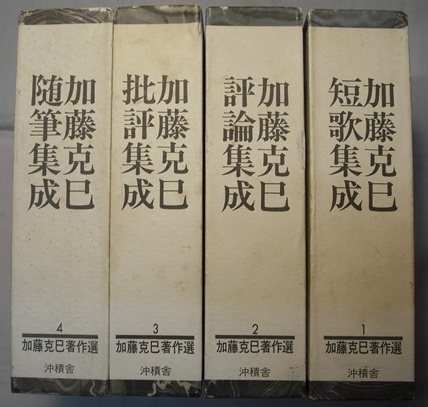 加藤克巳
短歌集成
1
加藤克巳著作選
沖積舎
加藤克巳
評論集成
2
加藤克巳著作選
沖積舎
加藤克巳
批評集成
3
加藤克巳著作選
沖積舎
加藤克巳
随筆集成
4
加藤克巳著作選
沖積舎